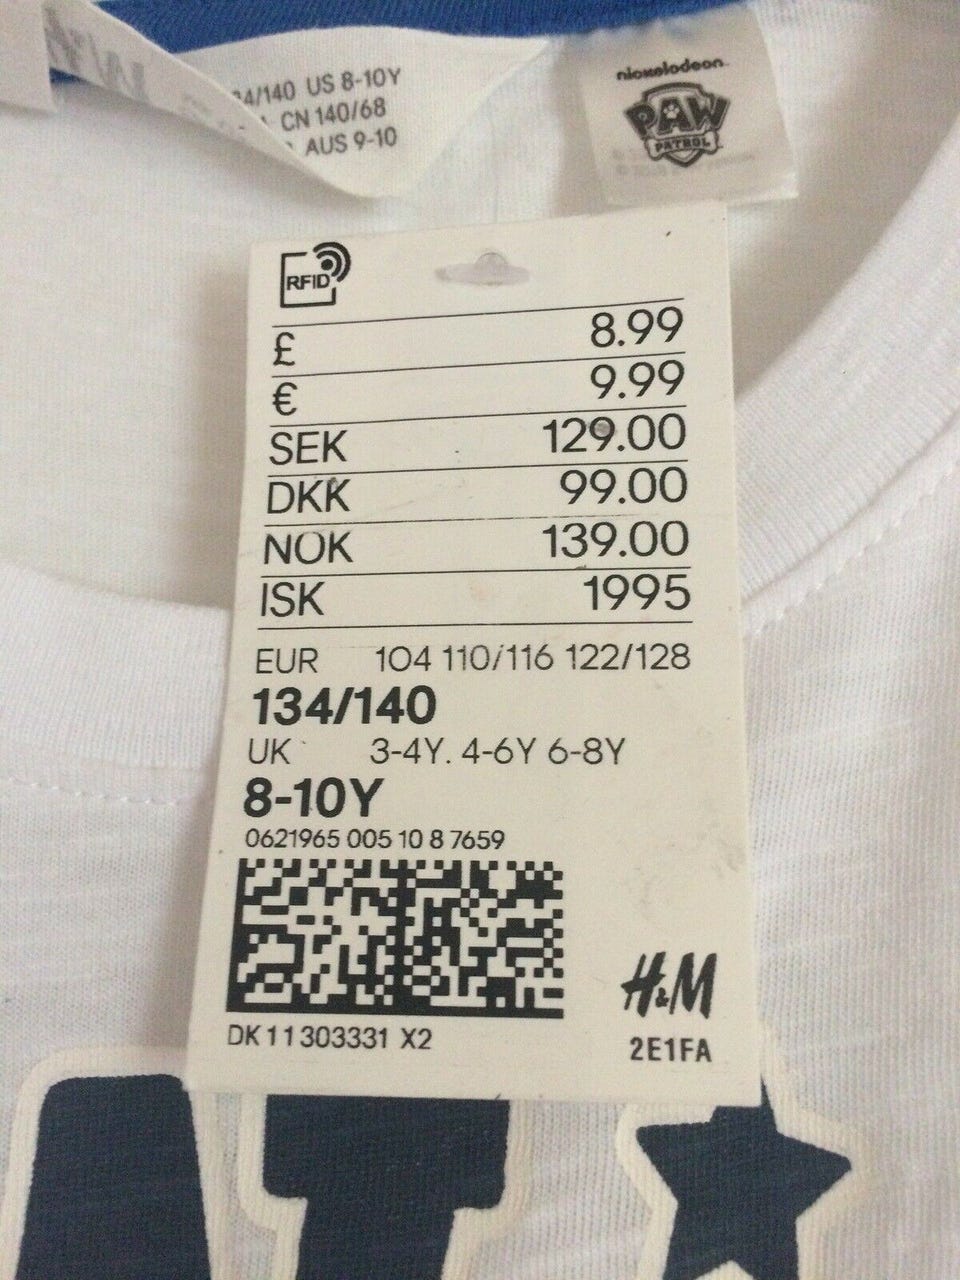 34/140 US 8-10Y
CN 140/68
AUS 9-10
nickelodeon
PAW
PATROL
RFID
£ 8.99
€ 9.99
SEK 129.00
DKK 99.00
NOK 139.00
ISK 1995
EUR 104 110/116 122/128
134/140
UK 3-4Y. 4-6Y 6-8Y
8-10Y
0621965 005 10 8 7659
DK 11 303331 X2
H&M
2E1FA